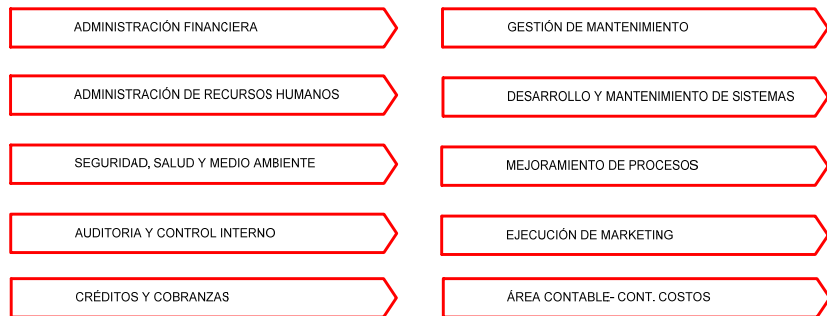 ADMINISTRACIÓN FINANCIERA
GESTIÓN DE MANTENIMIENTO
ADMINISTRACIÓN DE RECURSOS HUMANOS
DESARROLLO Y MANTENIMIENTO DE SISTEMAS
SEGURIDAD, SALUD Y MEDIO AMBIENTE
MEJORAMIENTO DE PROCESOS
AUDITORIA Y CONTROL INTERNO
EJECUCIÓN DE MARKETING
CRÉDITOS Y COBRANZAS
ÁREA CONTABLE- CONT. COSTOS